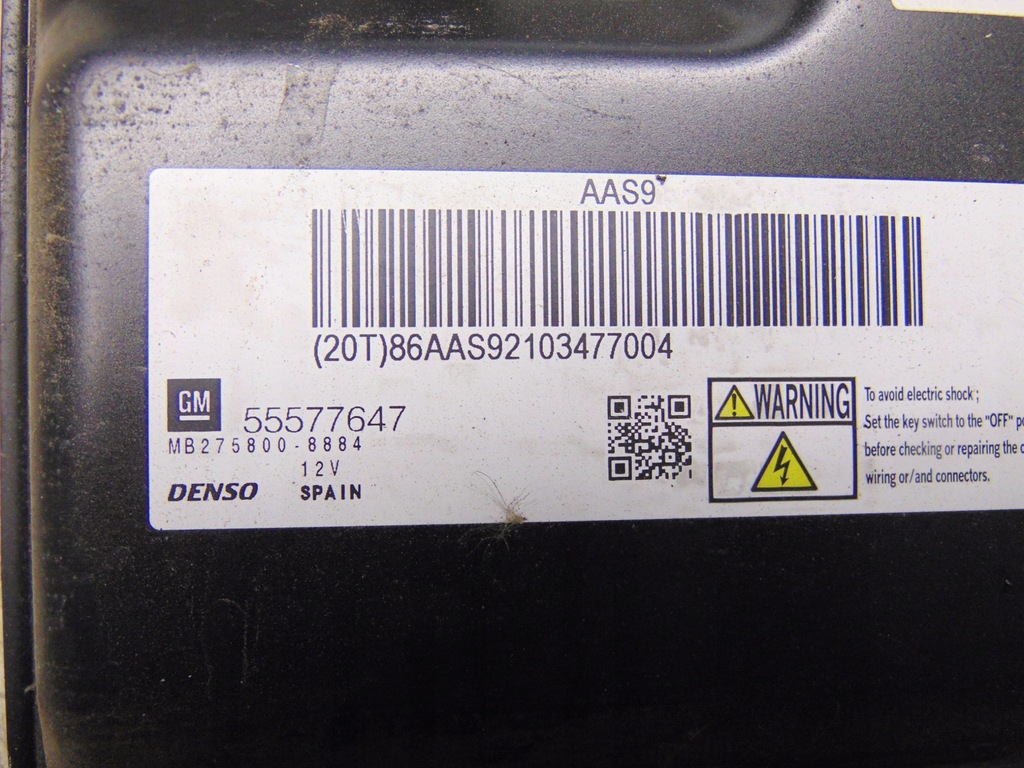 AAS9
(20T)86AAS92103477004
GM
55577647
MB275800-8884
12V
DENSO SPAIN
WARNING
To avoid electric shock ;
Set the key switch to the "OFF"
before checking or repairing the
wiring or/and connectors.